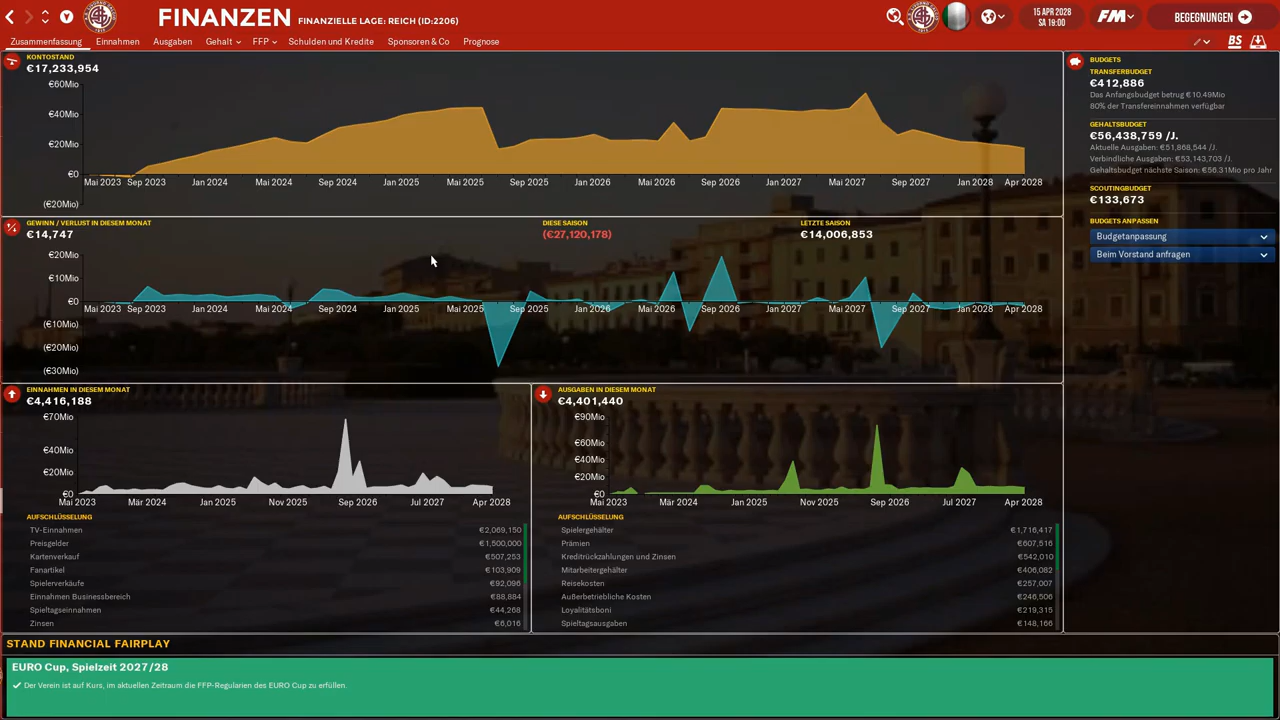 FINANZEN
FINANZIELLE LAGE: REICH (ID:2206)
15 APR 2028
SA 19:00
FM
BEGEGNUNGEN
Zusammenfassung
Einnahmen
Ausgaben
Gehalt
FFP
Schulden und Kredite
Sponsoren & Co
Prognose
BS
KONTOSTAND
€17,233,954
€60Mio
€40Mio
€20Mio
€0
(€20Mio)
Mai 2023 Sep 2023 Jan 2024 Mai 2024 Sep 2024 Jan 2025 Mai 2025 Sep 2025 Jan 2026 Mai 2026 Sep 2026 Jan 2027 Mai 2027 Sep 2027 Jan 2028 Apr 2028
GEWINN / VERLUST IN DIESEM MONAT
€14,747
DIESE SAISON
(€27,120,178)
LETZTE SAISON
€14,006,853
€20Mio
€10Mio
€0
(€10Mio)
(€20Mio)
(€30Mio)
Mai 2023 Sep 2023 Jan 2024 Mai 2024 Sep 2024 Jan 2025 Mai 2025 Sep 2025 Jan 2026 Mai 2026 Sep 2026 Jan 2027 Mai 2027 Sep 2027 Jan 2028 Apr 2028
EINNAHMEN IN DIESEM MONAT
€4,416,188
€70Mio
€40Mio
€20Mio
€0
Mai 2023 Mär 2024 Jan 2025 Nov 2025 Sep 2026 Jul 2027 Apr 2028
AUFSCHLÜSSELUNG
TV-Einnahmen €2,069,150
Preisgelder €1,500,000
Kartenverkauf €507,253
Fanartikel €103,909
Spielerverkäufe €92,096
Einnahmen Businessbereich €88,884
Spieltageinnahmen €44,268
Zinsen €6,016
AUSGABEN IN DIESEM MONAT
€4,401,440
€90Mio
€60Mio
€40Mio
€20Mio
€0
Mai 2023 Mär 2024 Jan 2025 Nov 2025 Sep 2026 Jul 2027 Apr 2028
AUFSCHLÜSSELUNG
Spielergehälter €1,716,417
Prämien €607,516
Kreditrückzahlungen und Zinsen €542,010
Mitarbeitergehälter €406,082
Reisekosten €257,007
Außerbetriebliche Kosten €246,506
Loyalitätsboni €219,315
Spieltagsausgaben €148,166
BUDGETS
TRANSFERBUDGET
€412,886
Das Anfangsbudget betrug €10.49Mio
80% der Transfereinnahmen verfügbar
GEHALTSBUDGET
€56,438,759 /J.
Aktuelle Ausgaben: €51,868,544 /J.
Verbindliche Ausgaben: €53,143,703 /J.
Gehaltsbudget nächste Saison: €56.31Mio pro Jahr
SCOUTINGBUDGET
€133,673
BUDGETS ANPASSEN
Budgetanpassung
Beim Vorstand anfragen
STAND FINANCIAL FAIRPLAY
EURO Cup, Spielzeit 2027/28
Der Verein ist auf Kurs, im aktuellen Zeitraum die FFP-Regularien des EURO Cup zu erfüllen.